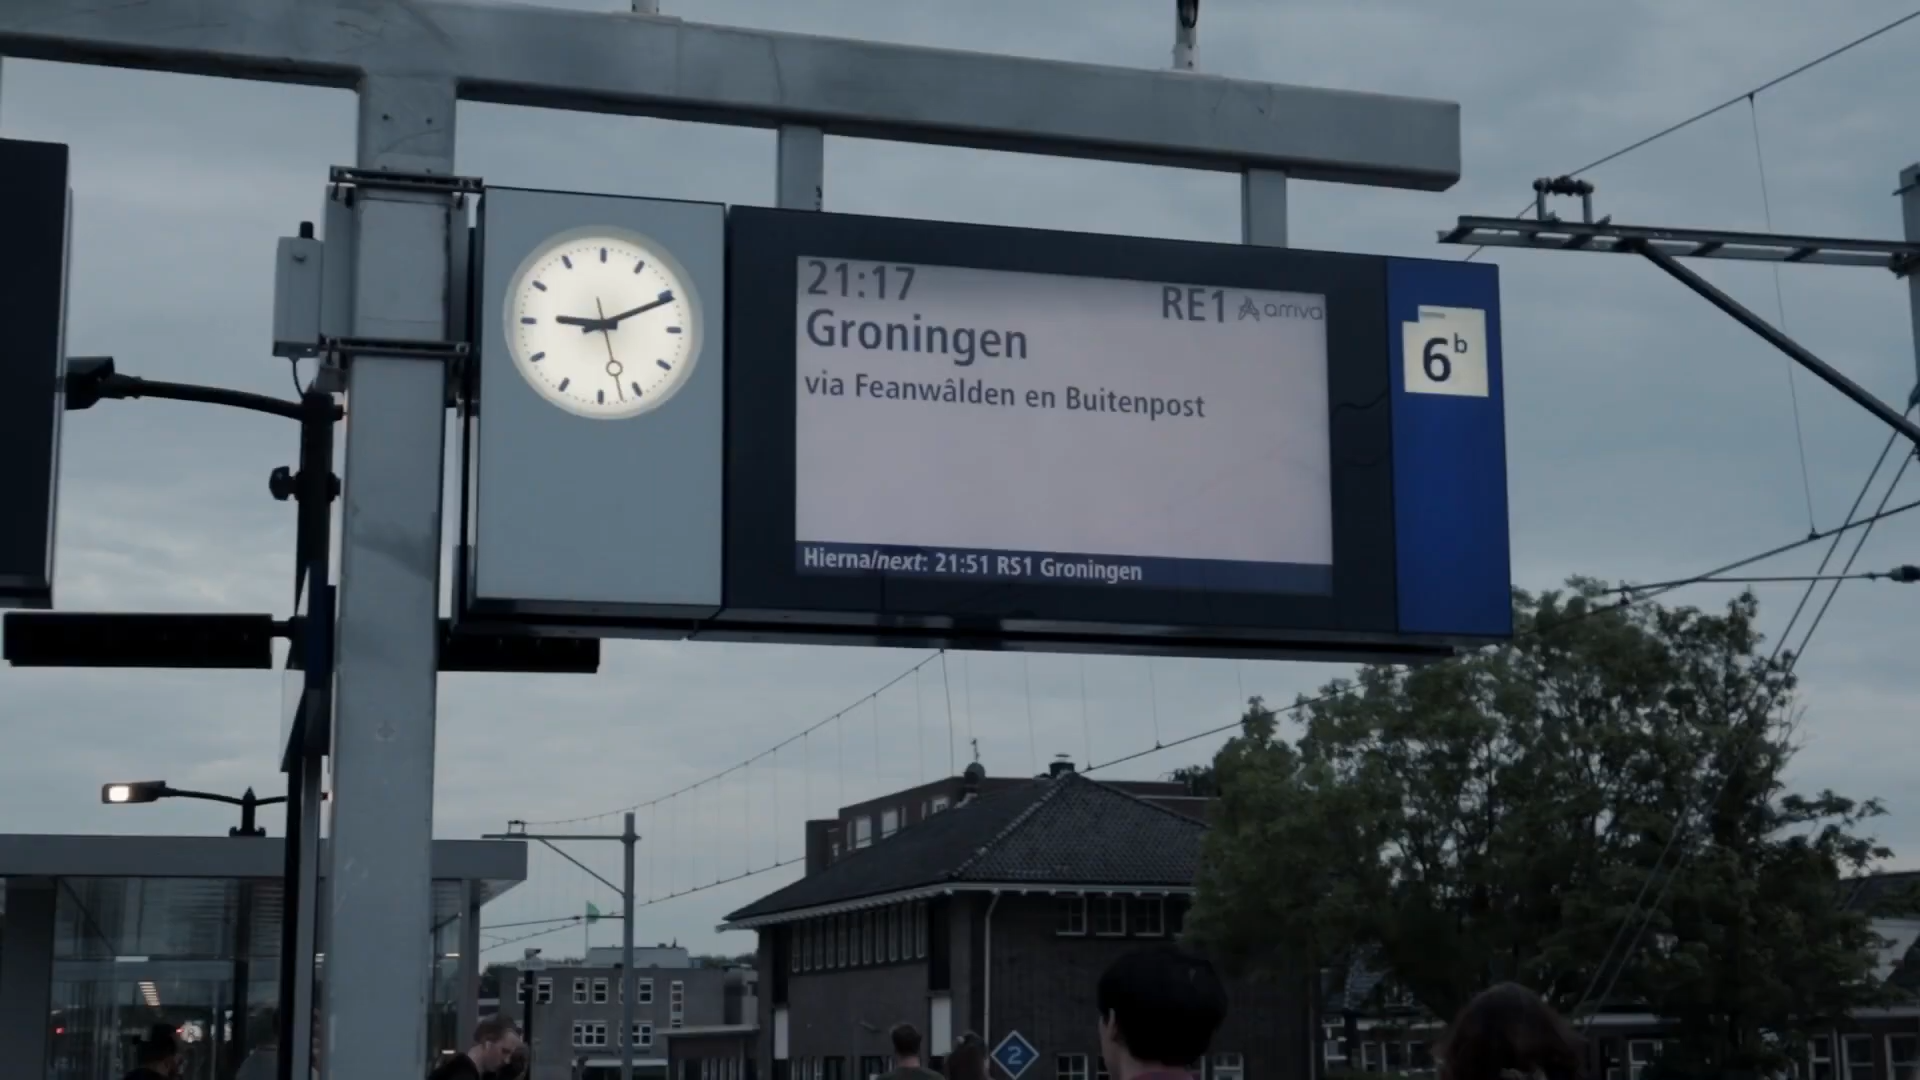 21:17
RE1 arriva
Groningen
via Feanwâlden en Buitenpost
Hierna/next: 21:51 RS1 Groningen
6b
2